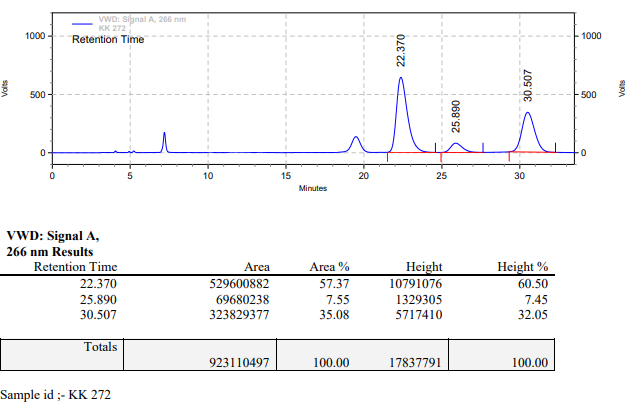 VWD: Signal A, 266 nm
KK 272
Retention Time
1000
500
0
Volts
22.370
25.890
30.507
1000
500
0
Volts
0 5 10 15 20 25 30
Minutes
VWD: Signal A,
266 nm Results
Retention Time Area Area % Height Height %
22.370 529600882 57.37 10791076 60.50
25.890 69680238 7.55 1329305 7.45
30.507 323829377 35.08 5717410 32.05
Totals
923110497 100.00 17837791 100.00
Sample id ;- KK 272